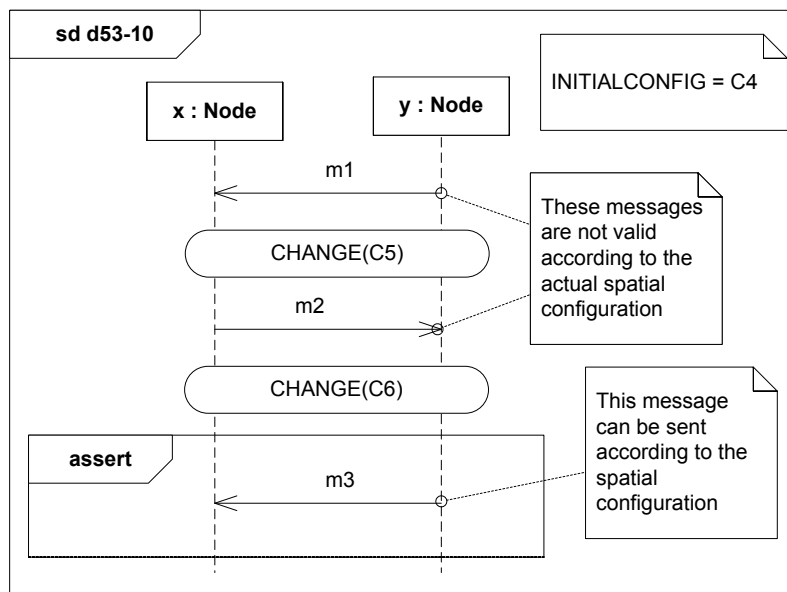 sd d53-10
INITIALCONFIG = C4
x : Node
y : Node
m1
These messages
are not valid
according to the
actual spatial
configuration
CHANGE(C5)
m2
CHANGE(C6)
This message
can be sent
according to the
spatial
configuration
assert
m3